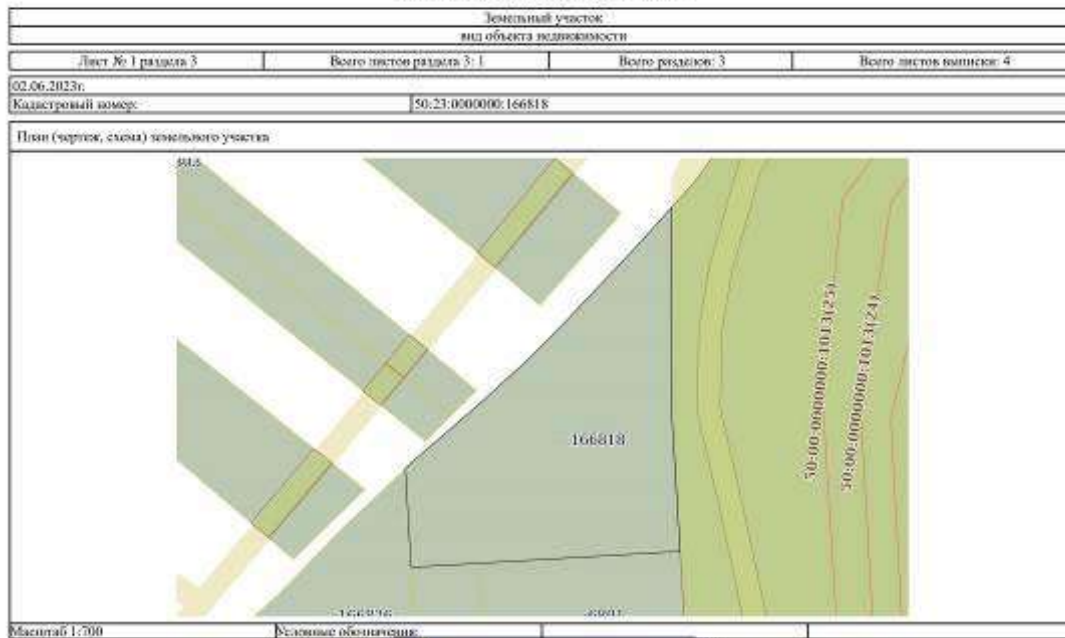 Земельный участок
вид объекта недвижимости
Лист № 1 раздела 3 Всего листов раздела 3: 1 Всего разделов: 3 Всего листов выписки: 4
02.06.2023г.
Кадастровый номер: 50:23:0000000:166818
План (чертеж, схема) земельного участка
166818
50:00:0000000:1013(25)
50:00:0000000:1013(24)
Масштаб 1:700 Условные обозначения: